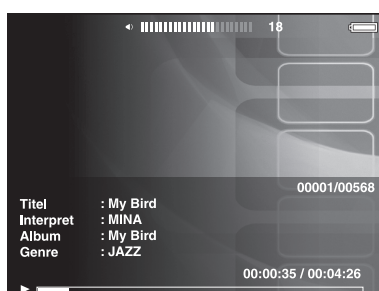 18
00001/00568
Titel : My Bird
Interpret : MINA
Album : My Bird
Genre : JAZZ
00:00:35 / 00:04:26